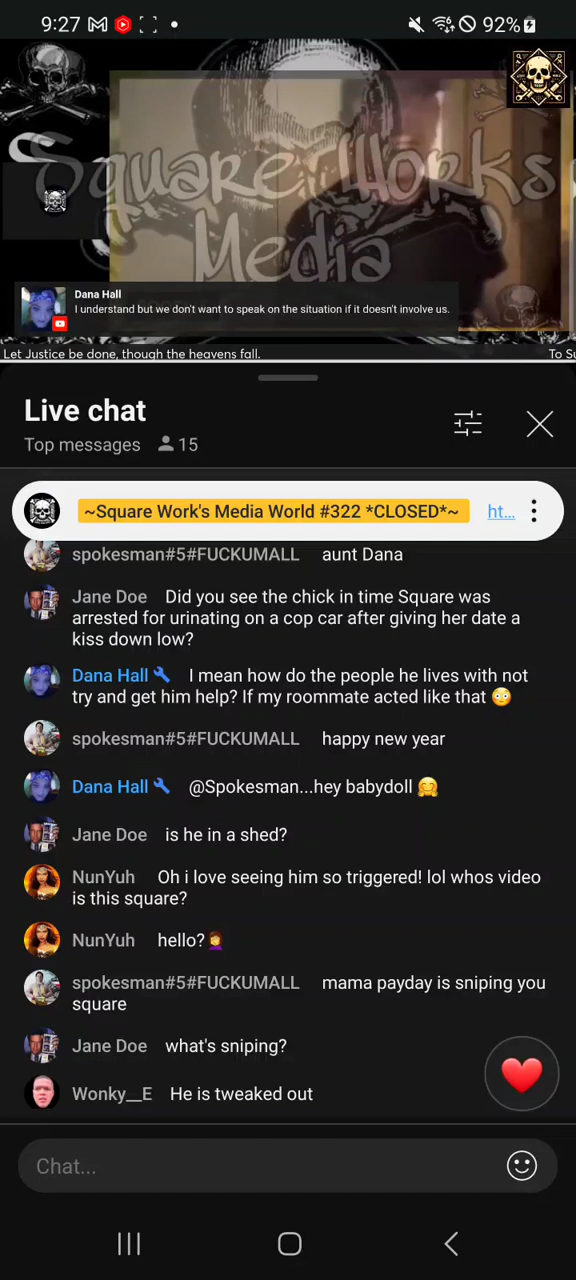 9:27
92%
Square Works
Media
Dana Hall
I understand but we don't want to speak on the situation if it doesn't involve us.
Let Justice be done, though the heavens fall.
To Su
Live chat
Top messages 15
~Square Work's Media World #322 *CLOSED*~ ht...
spokesman#5#FUCKUMALL aunt Dana
Jane Doe Did you see the chick in time Square was
arrested for urinating on a cop car after giving her date a
kiss down low?
Dana Hall I mean how do the people he lives with not
try and get him help? If my roommate acted like that 😳
spokesman#5#FUCKUMALL happy new year
Dana Hall @Spokesman...hey babydoll 🤗
Jane Doe is he in a shed?
NunYuh Oh i love seeing him so triggered! lol whos video
is this square?
NunYuh hello?🤦‍♀️
spokesman#5#FUCKUMALL mama payday is sniping you
square
Jane Doe what's sniping?
Wonky__E He is tweaked out
Chat...